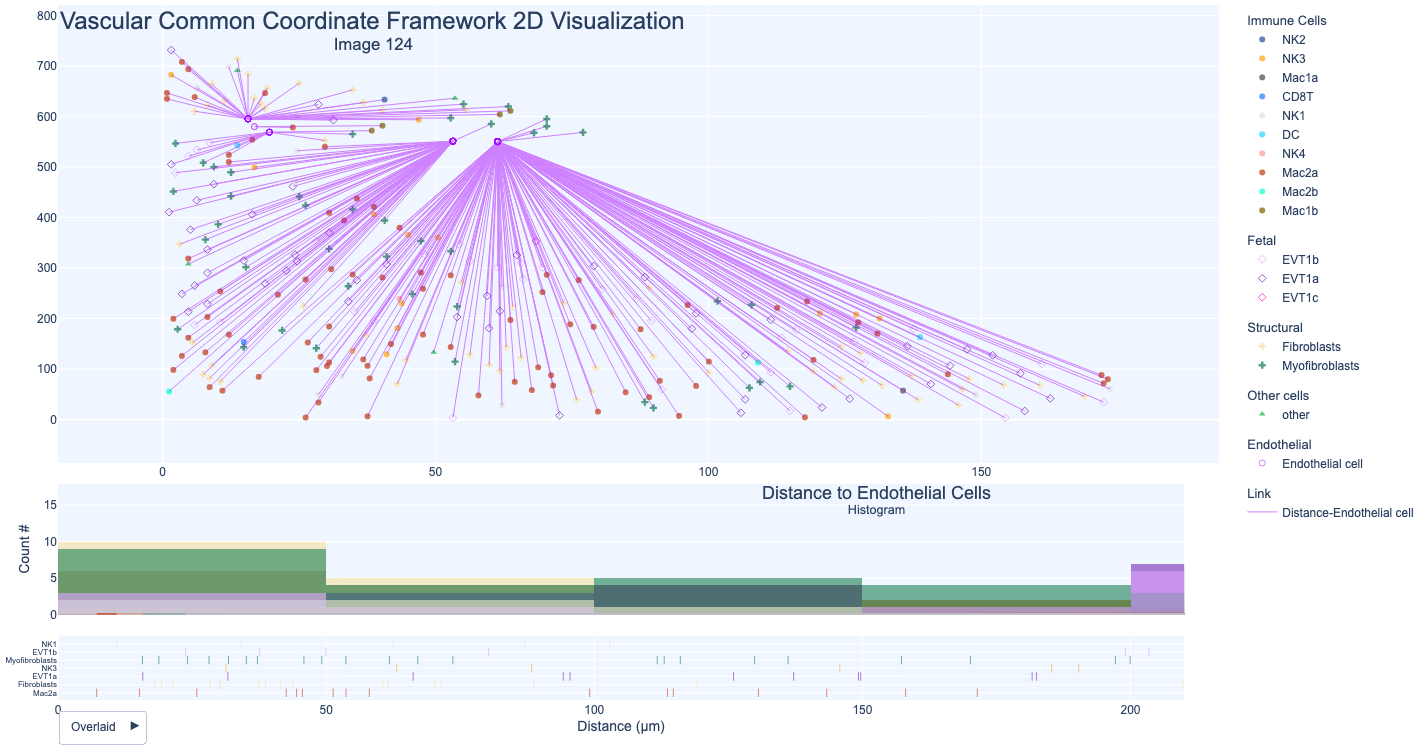 Vascular Common Coordinate Framework 2D Visualization
Image 124
800
700
600
500
400
300
200
100
0
0 50 100 150
Immune Cells
NK2
NK3
Mac1a
CD8T
NK1
DC
NK4
Mac2a
Mac2b
Mac1b
Fetal
EVT1b
EVT1a
EVT1c
Structural
Fibroblasts
Myofibroblasts
Other cells
other
Endothelial
Endothelial cell
Link
Distance-Endothelial cell
Distance to Endothelial Cells
Histogram
Count #
15
10
5
0
NK1
EVT1b
Myofibroblasts
NK3
EVT1a
Fibroblasts
Mac2a
0 50 100 150 200
Distance (μm)
Overlaid ▶